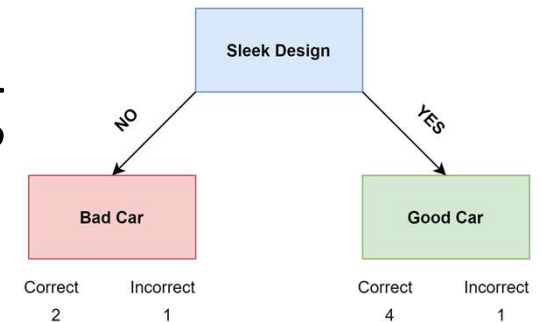 Sleek Design
NO
YES
Bad Car
Good Car
Correct Incorrect
2 1
Correct Incorrect
4 1